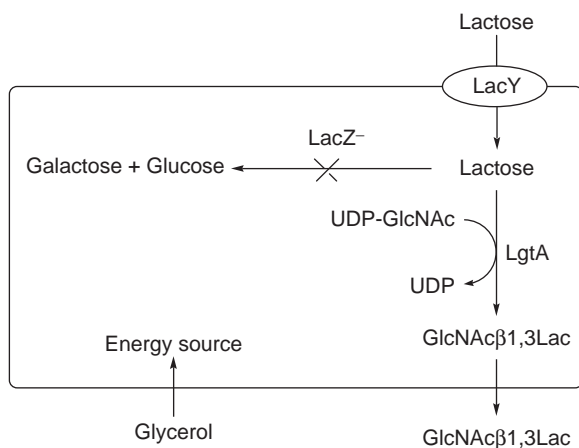 Lactose
LacY
LacZ⁻
Galactose + Glucose
Lactose
UDP-GlcNAc
LgtA
UDP
GlcNAcβ1,3Lac
Energy source
Glycerol
GlcNAcβ1,3Lac